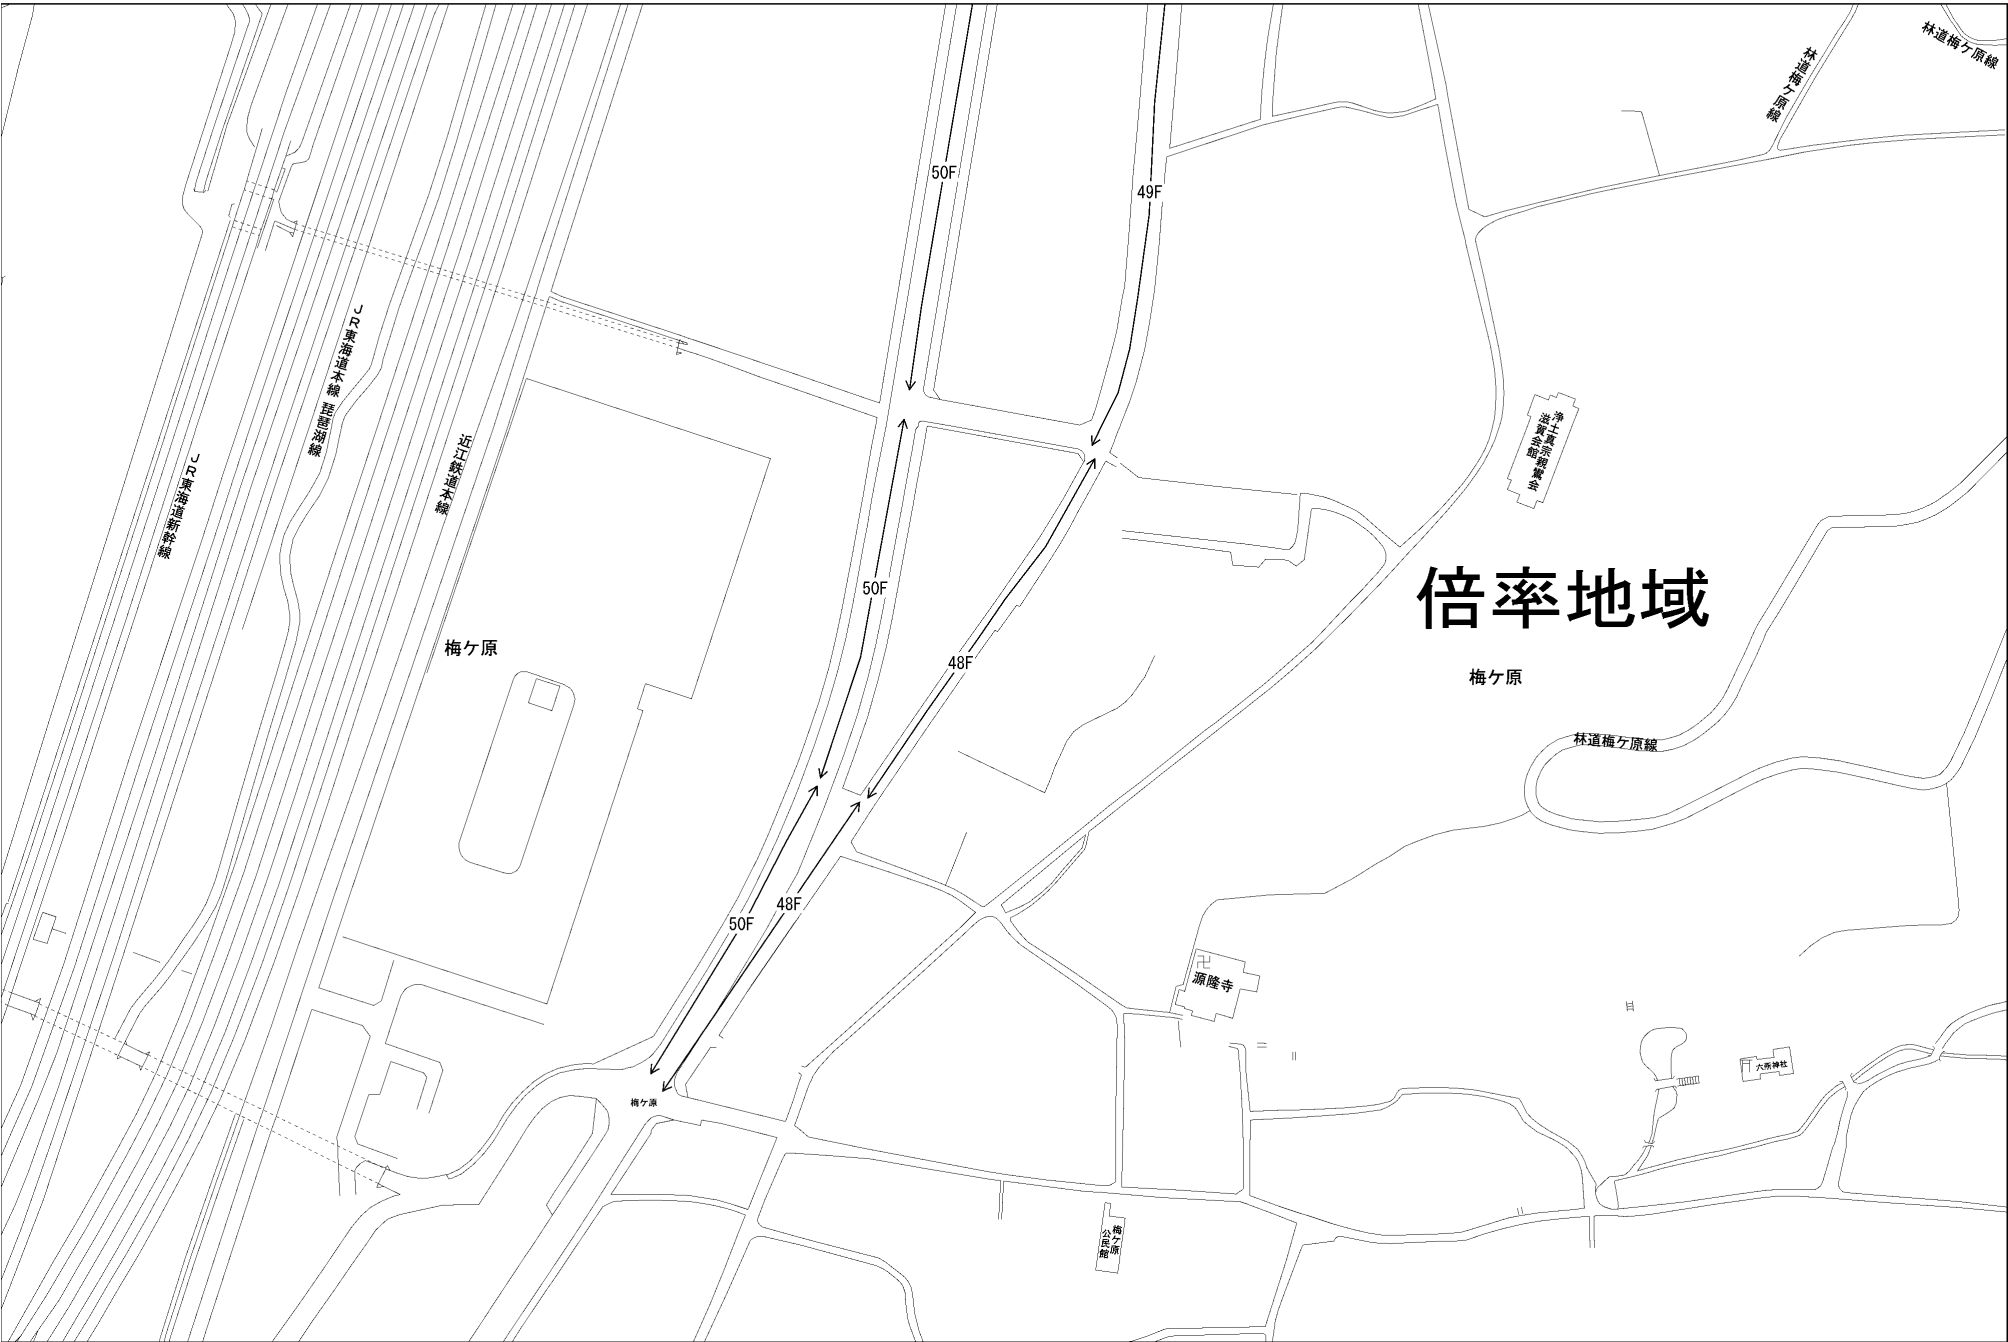 林道梅ケ原線
林道梅ケ原線
50F
49F
JR東海道本線 琵琶湖線
近江鉄道本線
JR東海道新幹線
浄土真宗親鸞会
滋賀会館
50F
倍率地域
梅ケ原
48F
梅ケ原
林道梅ケ原線
50F
48F
源隆寺
六所神社
梅ケ原
梅ケ原
公民館